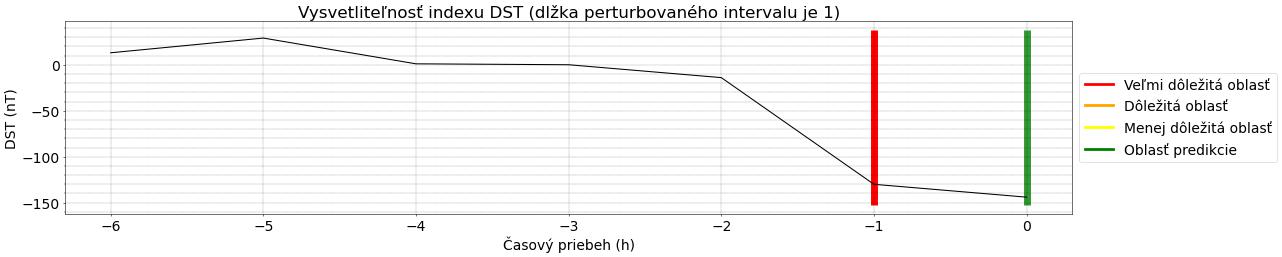 Vysvetliteľnosť indexu DST (dlžka perturbovaného intervalu je 1)
DST (nT)
0
−50
−100
−150
−6 −5 −4 −3 −2 −1 0
Časový priebeh (h)
Veľmi dôležitá oblasť
Dôležitá oblasť
Menej dôležitá oblasť
Oblasť predikcie